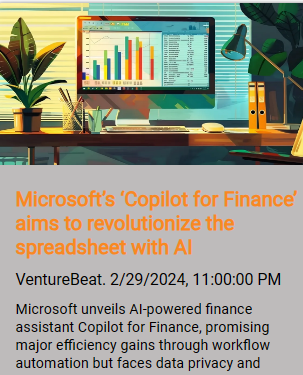 Microsoft's ‘Copilot for Finance’
aims to revolutionize the
spreadsheet with AI
VentureBeat. 2/29/2024, 11:00:00 PM
Microsoft unveils AI-powered finance
assistant Copilot for Finance, promising
major efficiency gains through workflow
automation but faces data privacy and